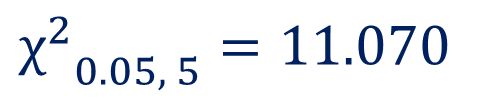 χ²₀.₀₅, ₅ = 11.070